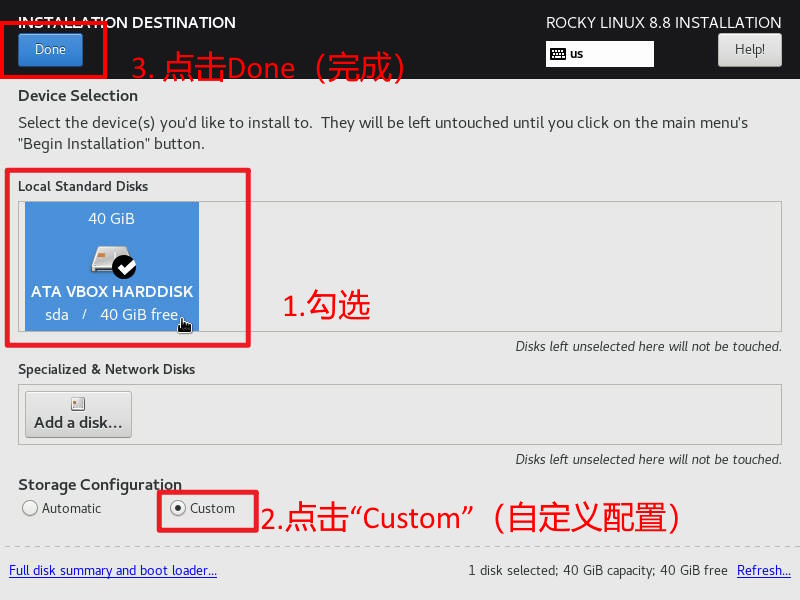 INSTALLATION DESTINATION
ROCKY LINUX 8.8 INSTALLATION
Done
us
Help!
3. 点击Done（完成）
Device Selection
Select the device(s) you'd like to install to.  They will be left untouched until you click on the main menu's
"Begin Installation" button.
Local Standard Disks
40 GiB
ATA VBOX HARDDISK
sda / 40 GiB free
1.勾选
Disks left unselected here will not be touched.
Specialized & Network Disks
Add a disk...
Disks left unselected here will not be touched.
Storage Configuration
Automatic
Custom
2.点击“Custom”（自定义配置）
Full disk summary and boot loader...
1 disk selected; 40 GiB capacity; 40 GiB free
Refresh...